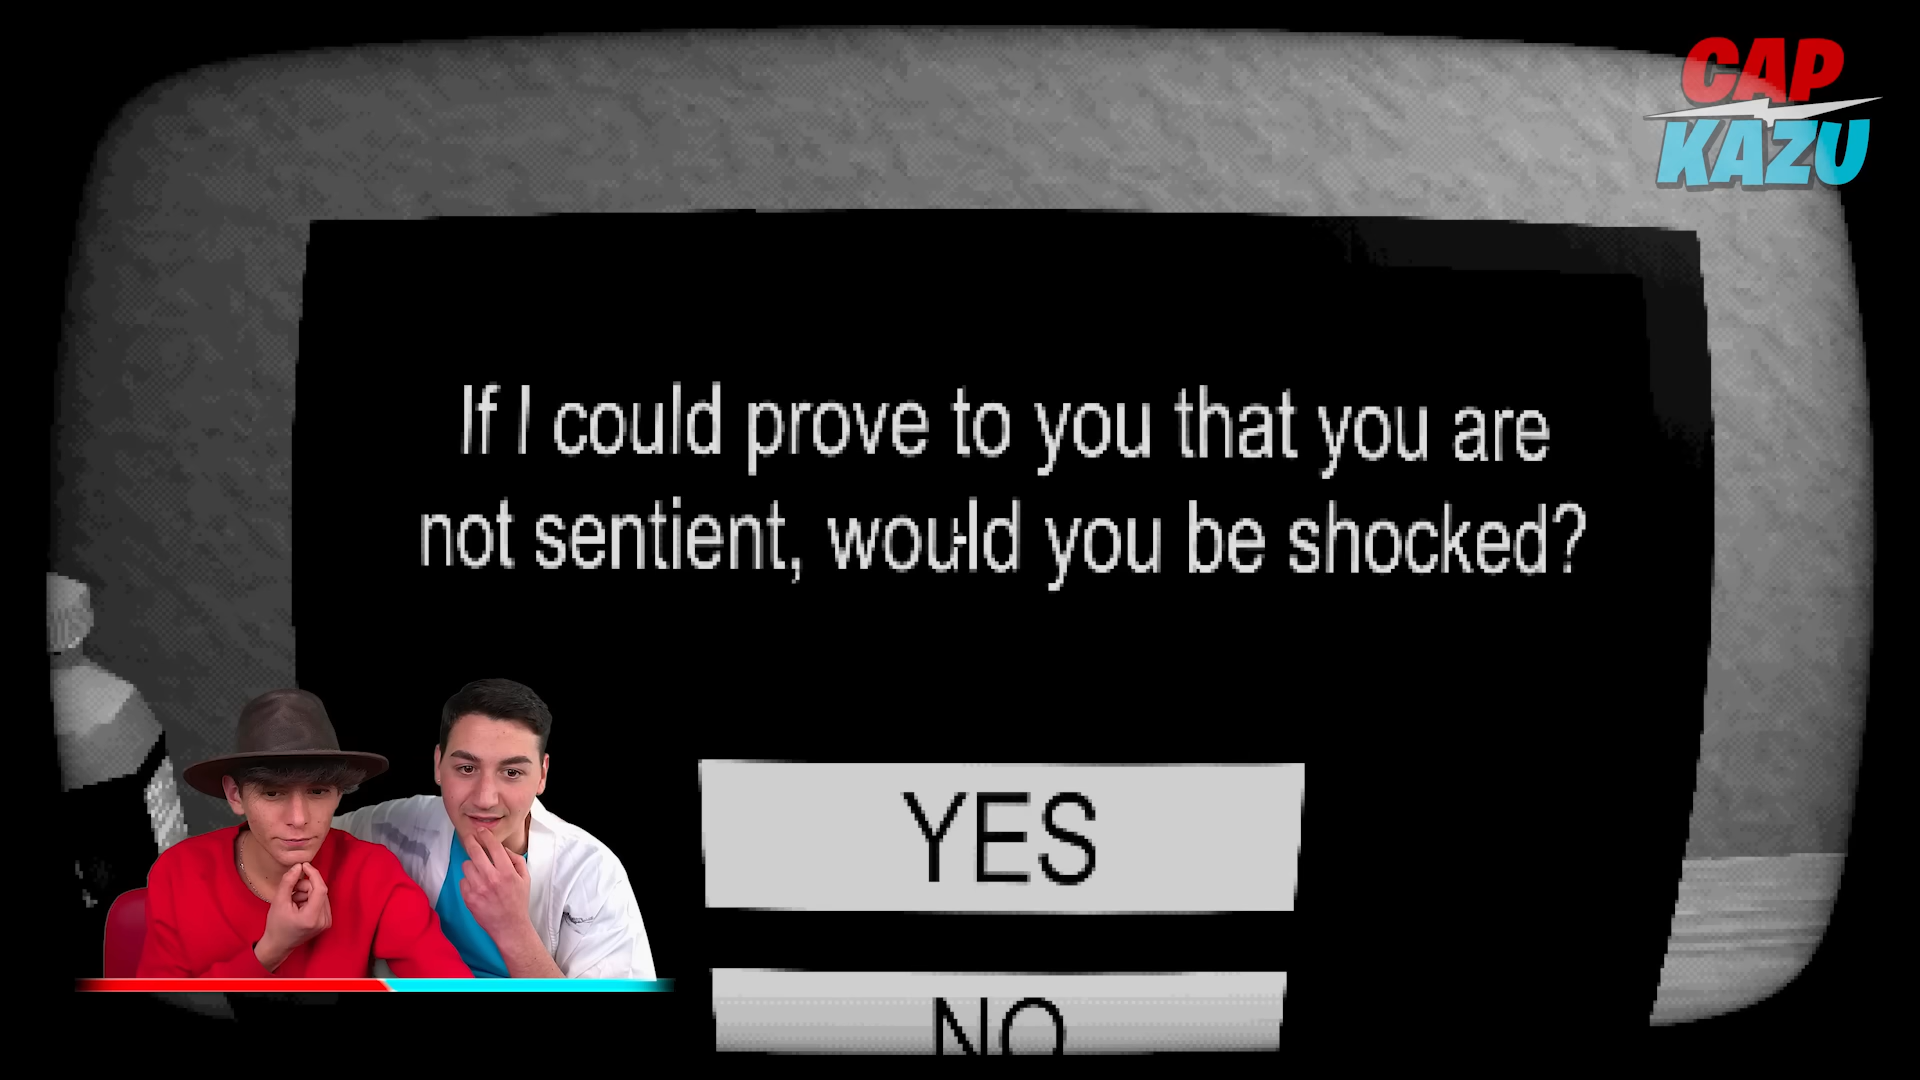 CAP
KAZU
If I could prove to you that you are
not sentient, would you be shocked?
YES
NO